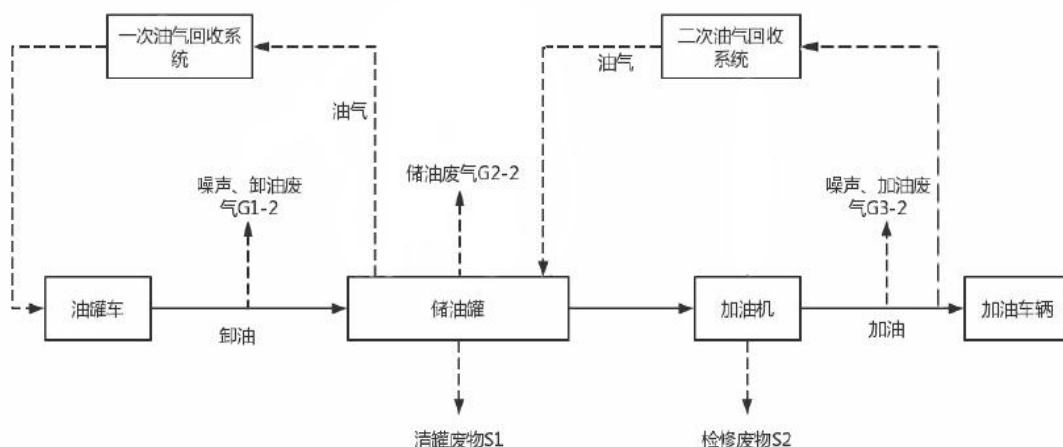 一次油气回收系
统
二次油气回收
系统
油气
油气
噪声、卸油废
气G1-2
储油废气G2-2
噪声、加油废
气G3-2
油罐车
卸油
储油罐
加油机
加油
加油车辆
洁罐废物S1
检修废物S2